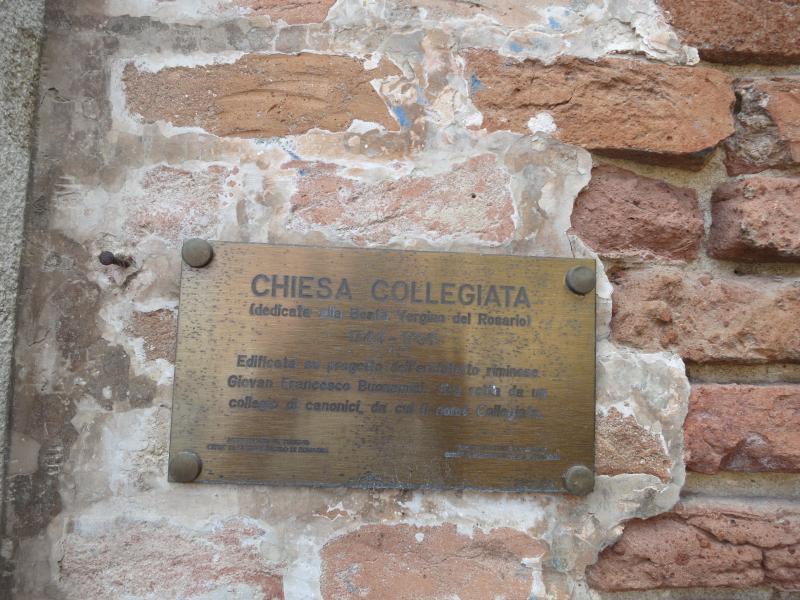 CHIESA COLLEGIATA
(dedicata alla Beata Vergine del Rosario)
Edificata su progetto dell'architetto riminese
Giovan Francesco Buonamici. Era retta da un
collegio di canonici, da cui il nome Collegiata.